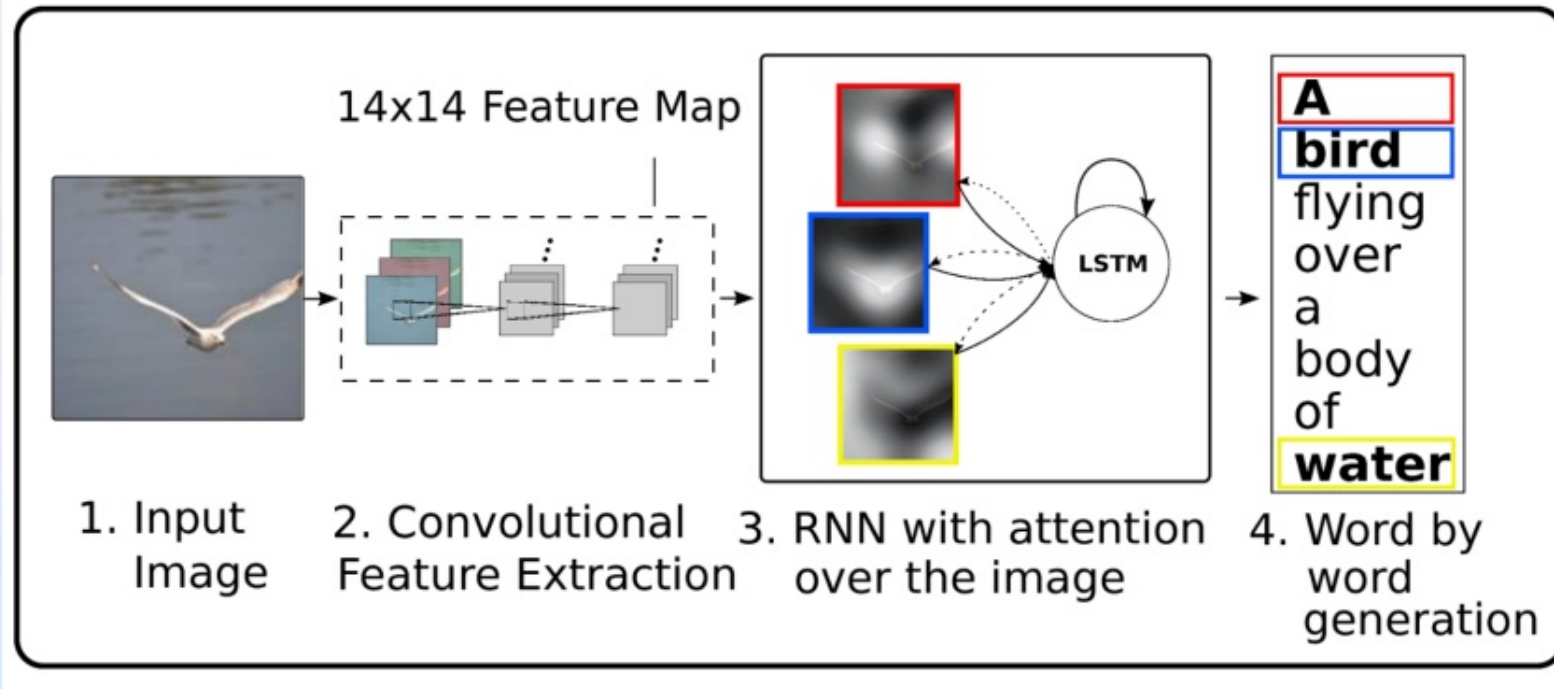 14x14 Feature Map
LSTM
A
bird
flying
over
a
body
of
water
1. Input
Image
2. Convolutional
Feature Extraction
3. RNN with attention
over the image
4. Word by
word
generation